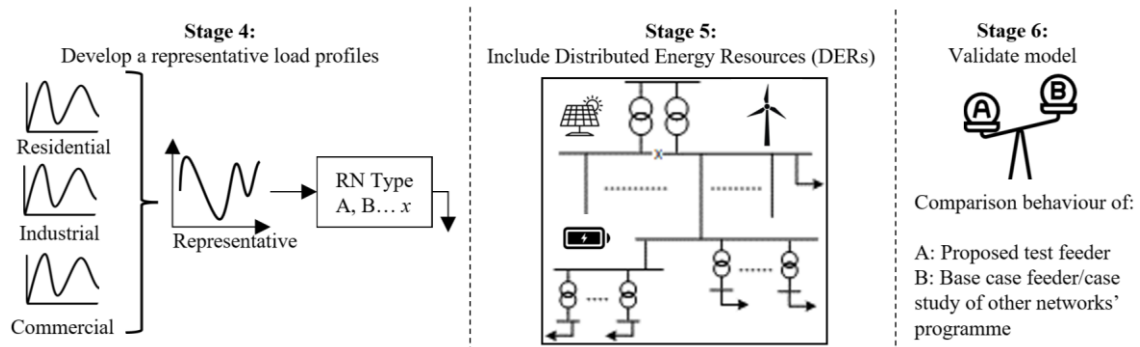 Stage 4:
Develop a representative load profiles
Residential
Industrial
Commercial
Representative
RN Type
A, B… x
Stage 5:
Include Distributed Energy Resources (DERs)
x
Stage 6:
Validate model
A
B
Comparison behaviour of:
A: Proposed test feeder
B: Base case feeder/case
study of other networks’
programme